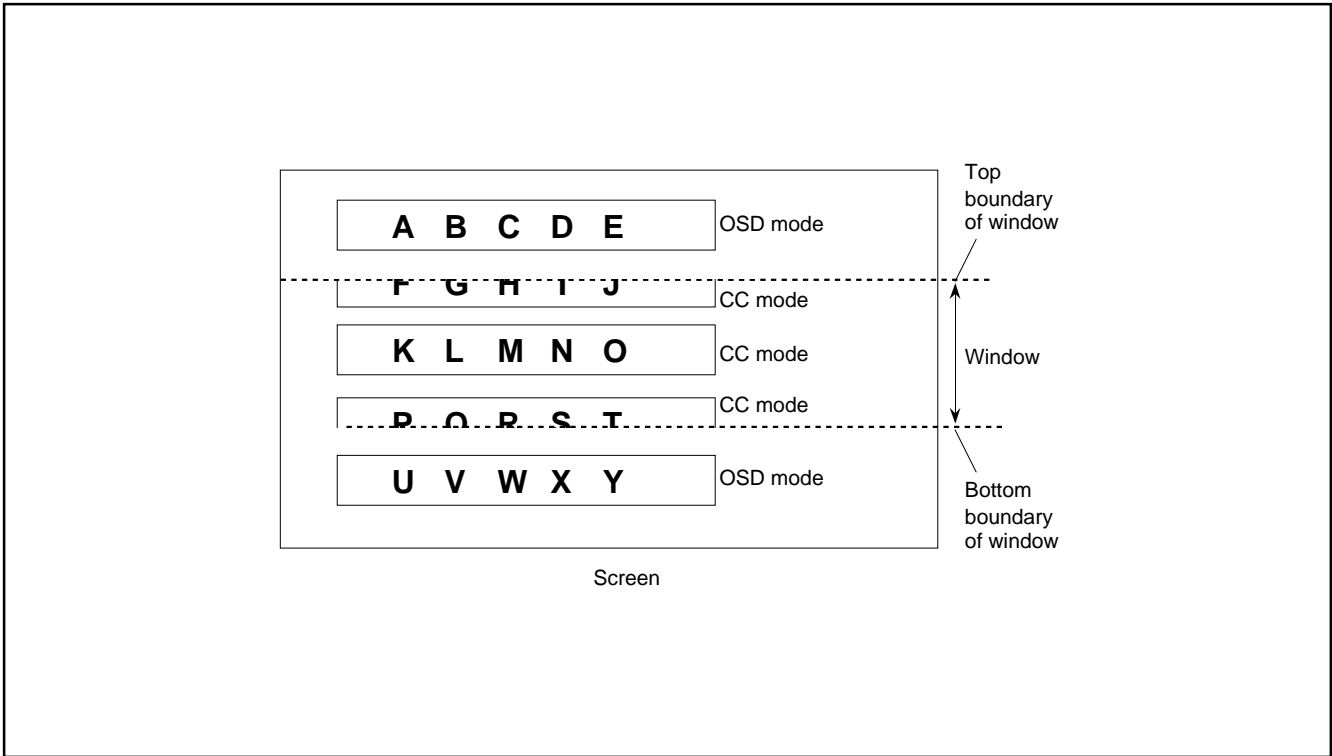 Top
boundary
of window
A B C D E
OSD mode
F G H I J
CC mode
K L M N O
CC mode
Window
CC mode
P Q R S T
U V W X Y
OSD mode
Bottom
boundary
of window
Screen